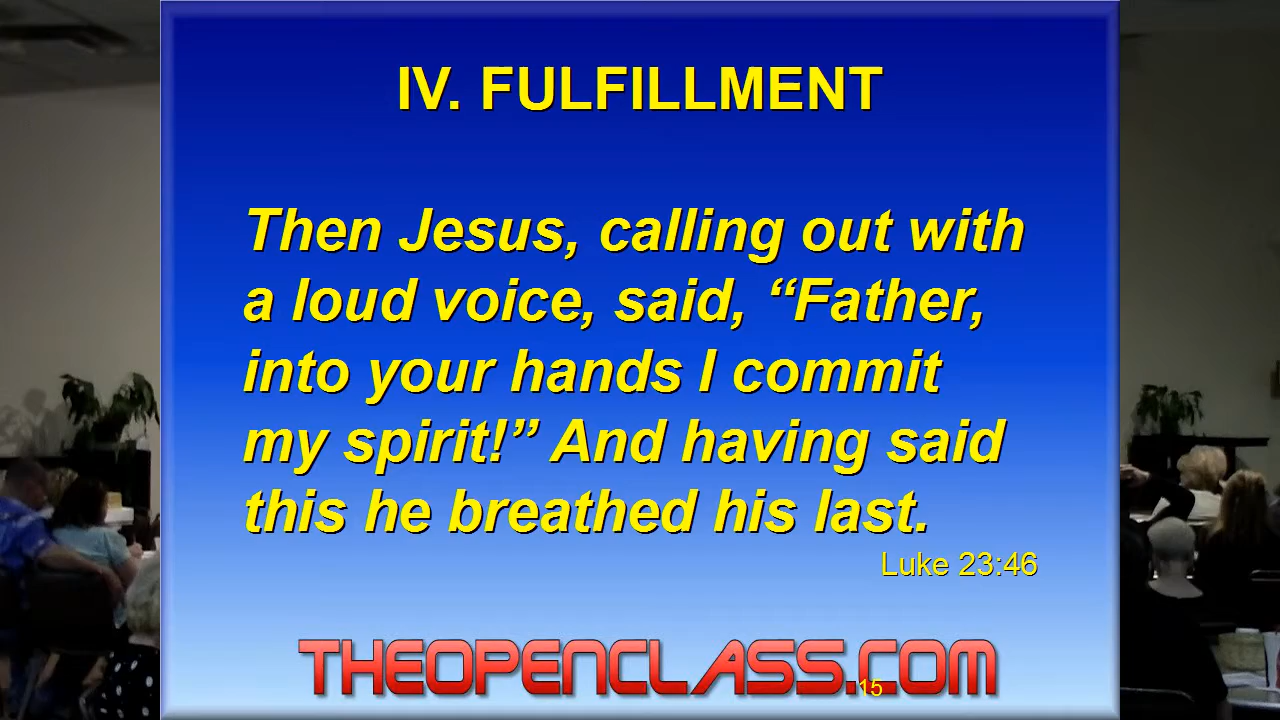 IV. FULFILLMENT
Then Jesus, calling out with
a loud voice, said, “Father,
into your hands I commit
my spirit!” And having said
this he breathed his last.
Luke 23:46
THEOPENCLASS.COM
15